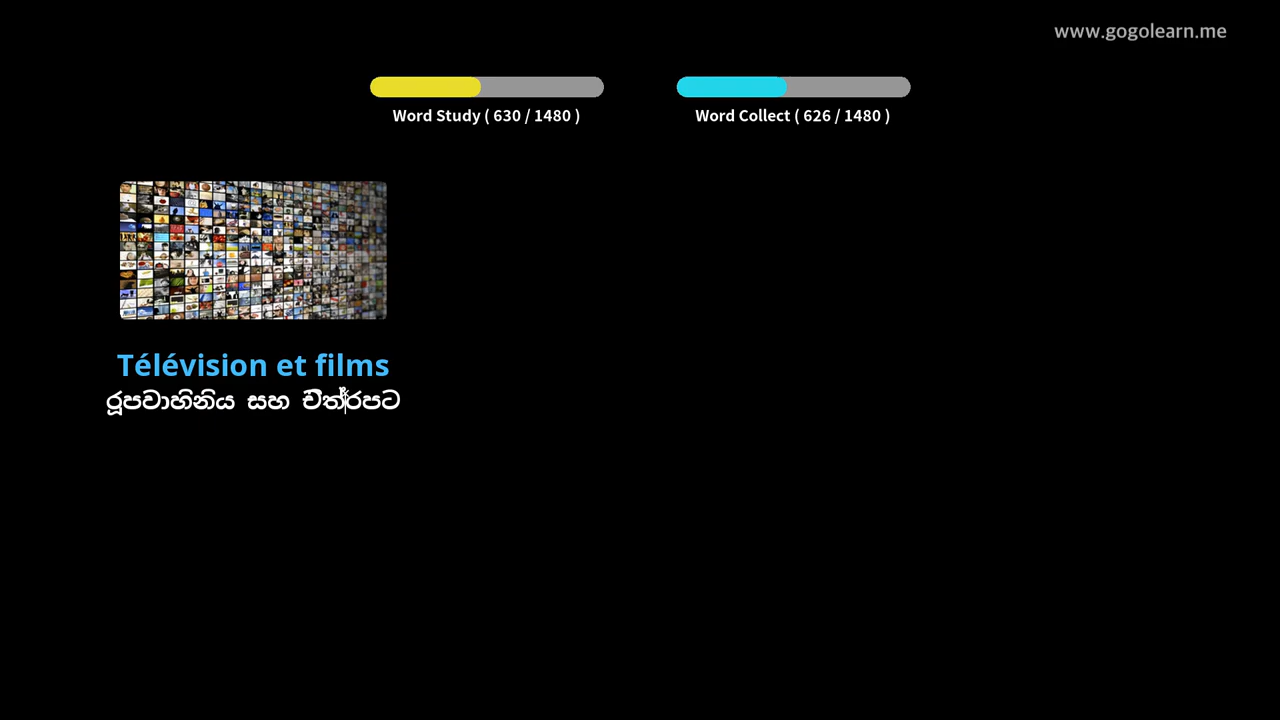 www.gogolearn.me
Word Study ( 630 / 1480 )
Word Collect ( 626 / 1480 )
Télévision et films
රූපවාහිනිය සහ චිත්‍රපට